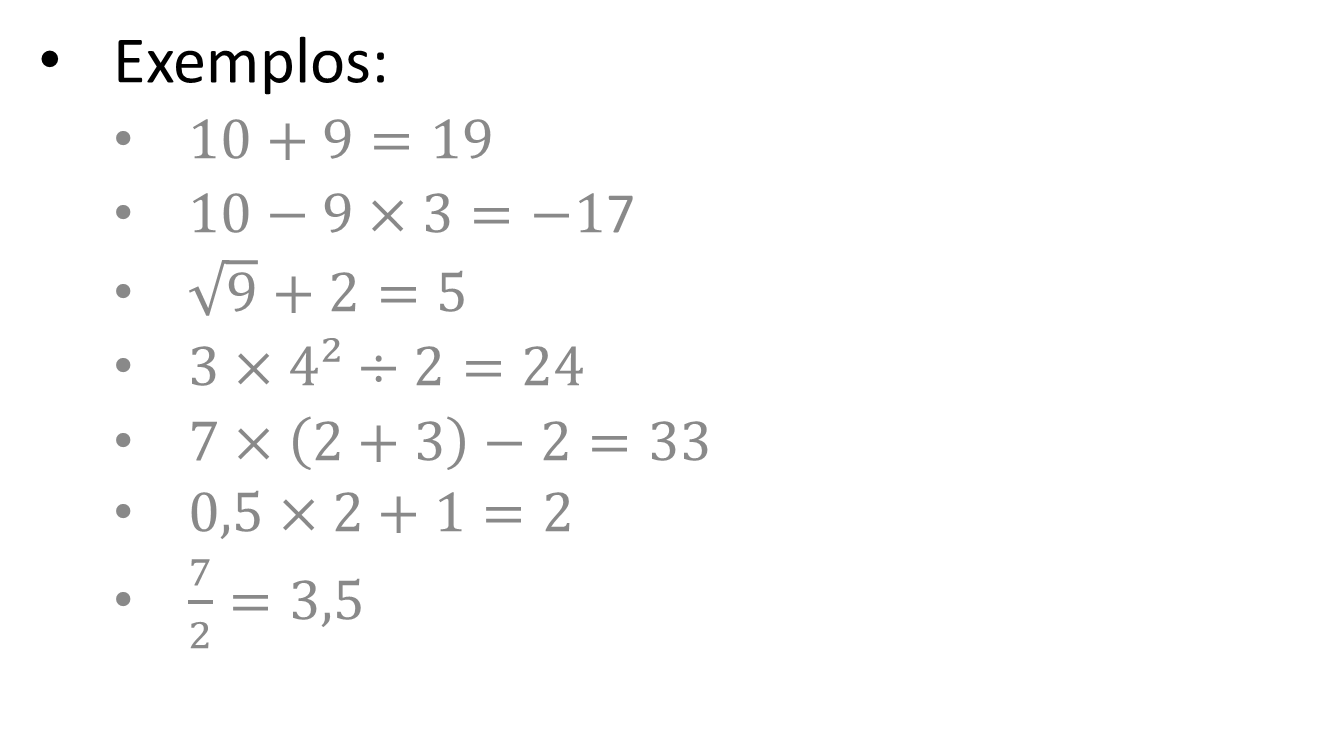 • Exemplos:
• 10 + 9 = 19
• 10 − 9 × 3 = −17
• √9 + 2 = 5
• 3 × 4² ÷ 2 = 24
• 7 × (2 + 3) − 2 = 33
• 0,5 × 2 + 1 = 2
• 7/2 = 3,5